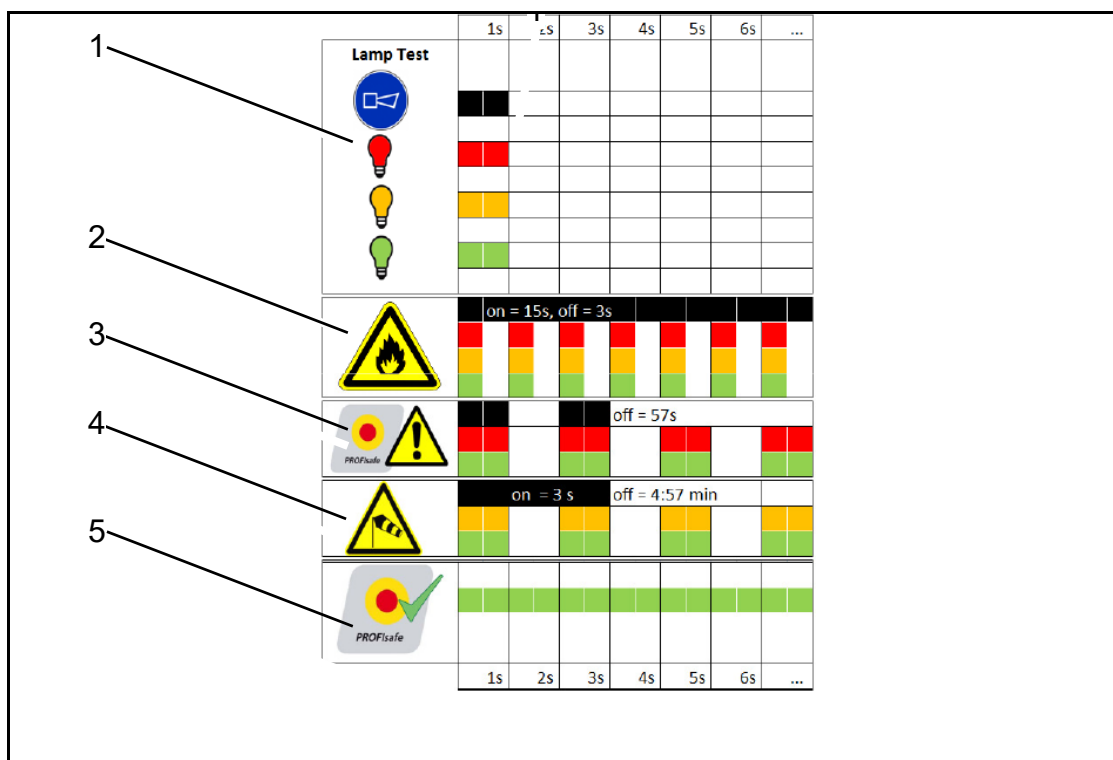 1s 2s 3s 4s 5s 6s ...
1
Lamp Test
2
on = 15s, off = 3s
3
off = 57s
PROFIsafe
4
on = 3 s off = 4:57 min
5
PROFIsafe
1s 2s 3s 4s 5s 6s ...